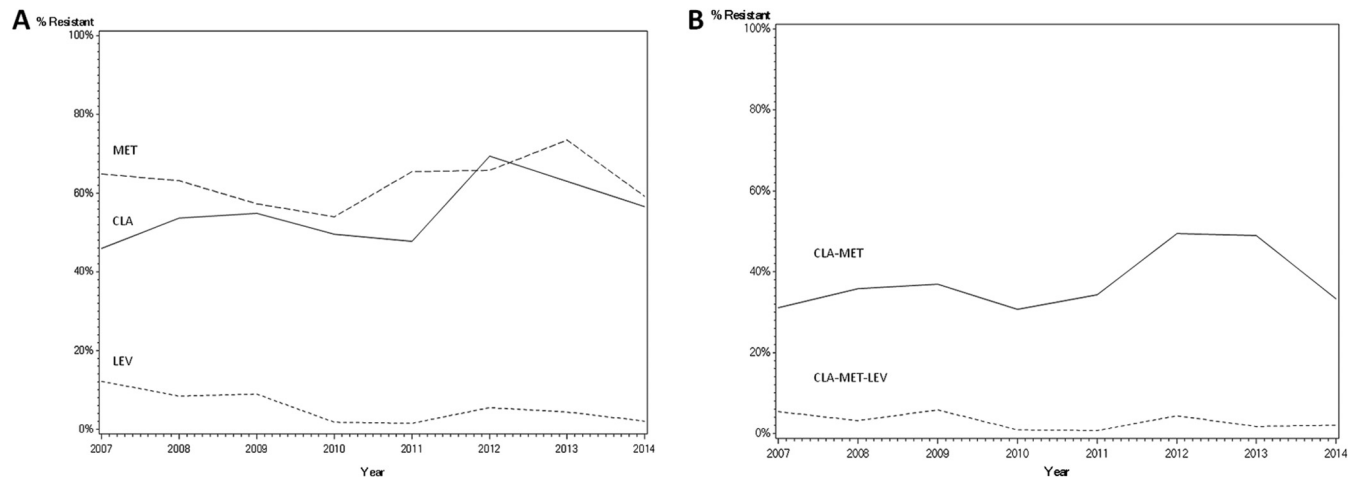 A
% Resistant
100%
80%
60%
40%
20%
0%
MET
CLA
LEV
2007 2008 2009 2010 2011 2012 2013 2014
Year
B
% Resistant
100%
80%
60%
40%
20%
0%
CLA-MET
CLA-MET-LEV
2007 2008 2009 2010 2011 2012 2013 2014
Year